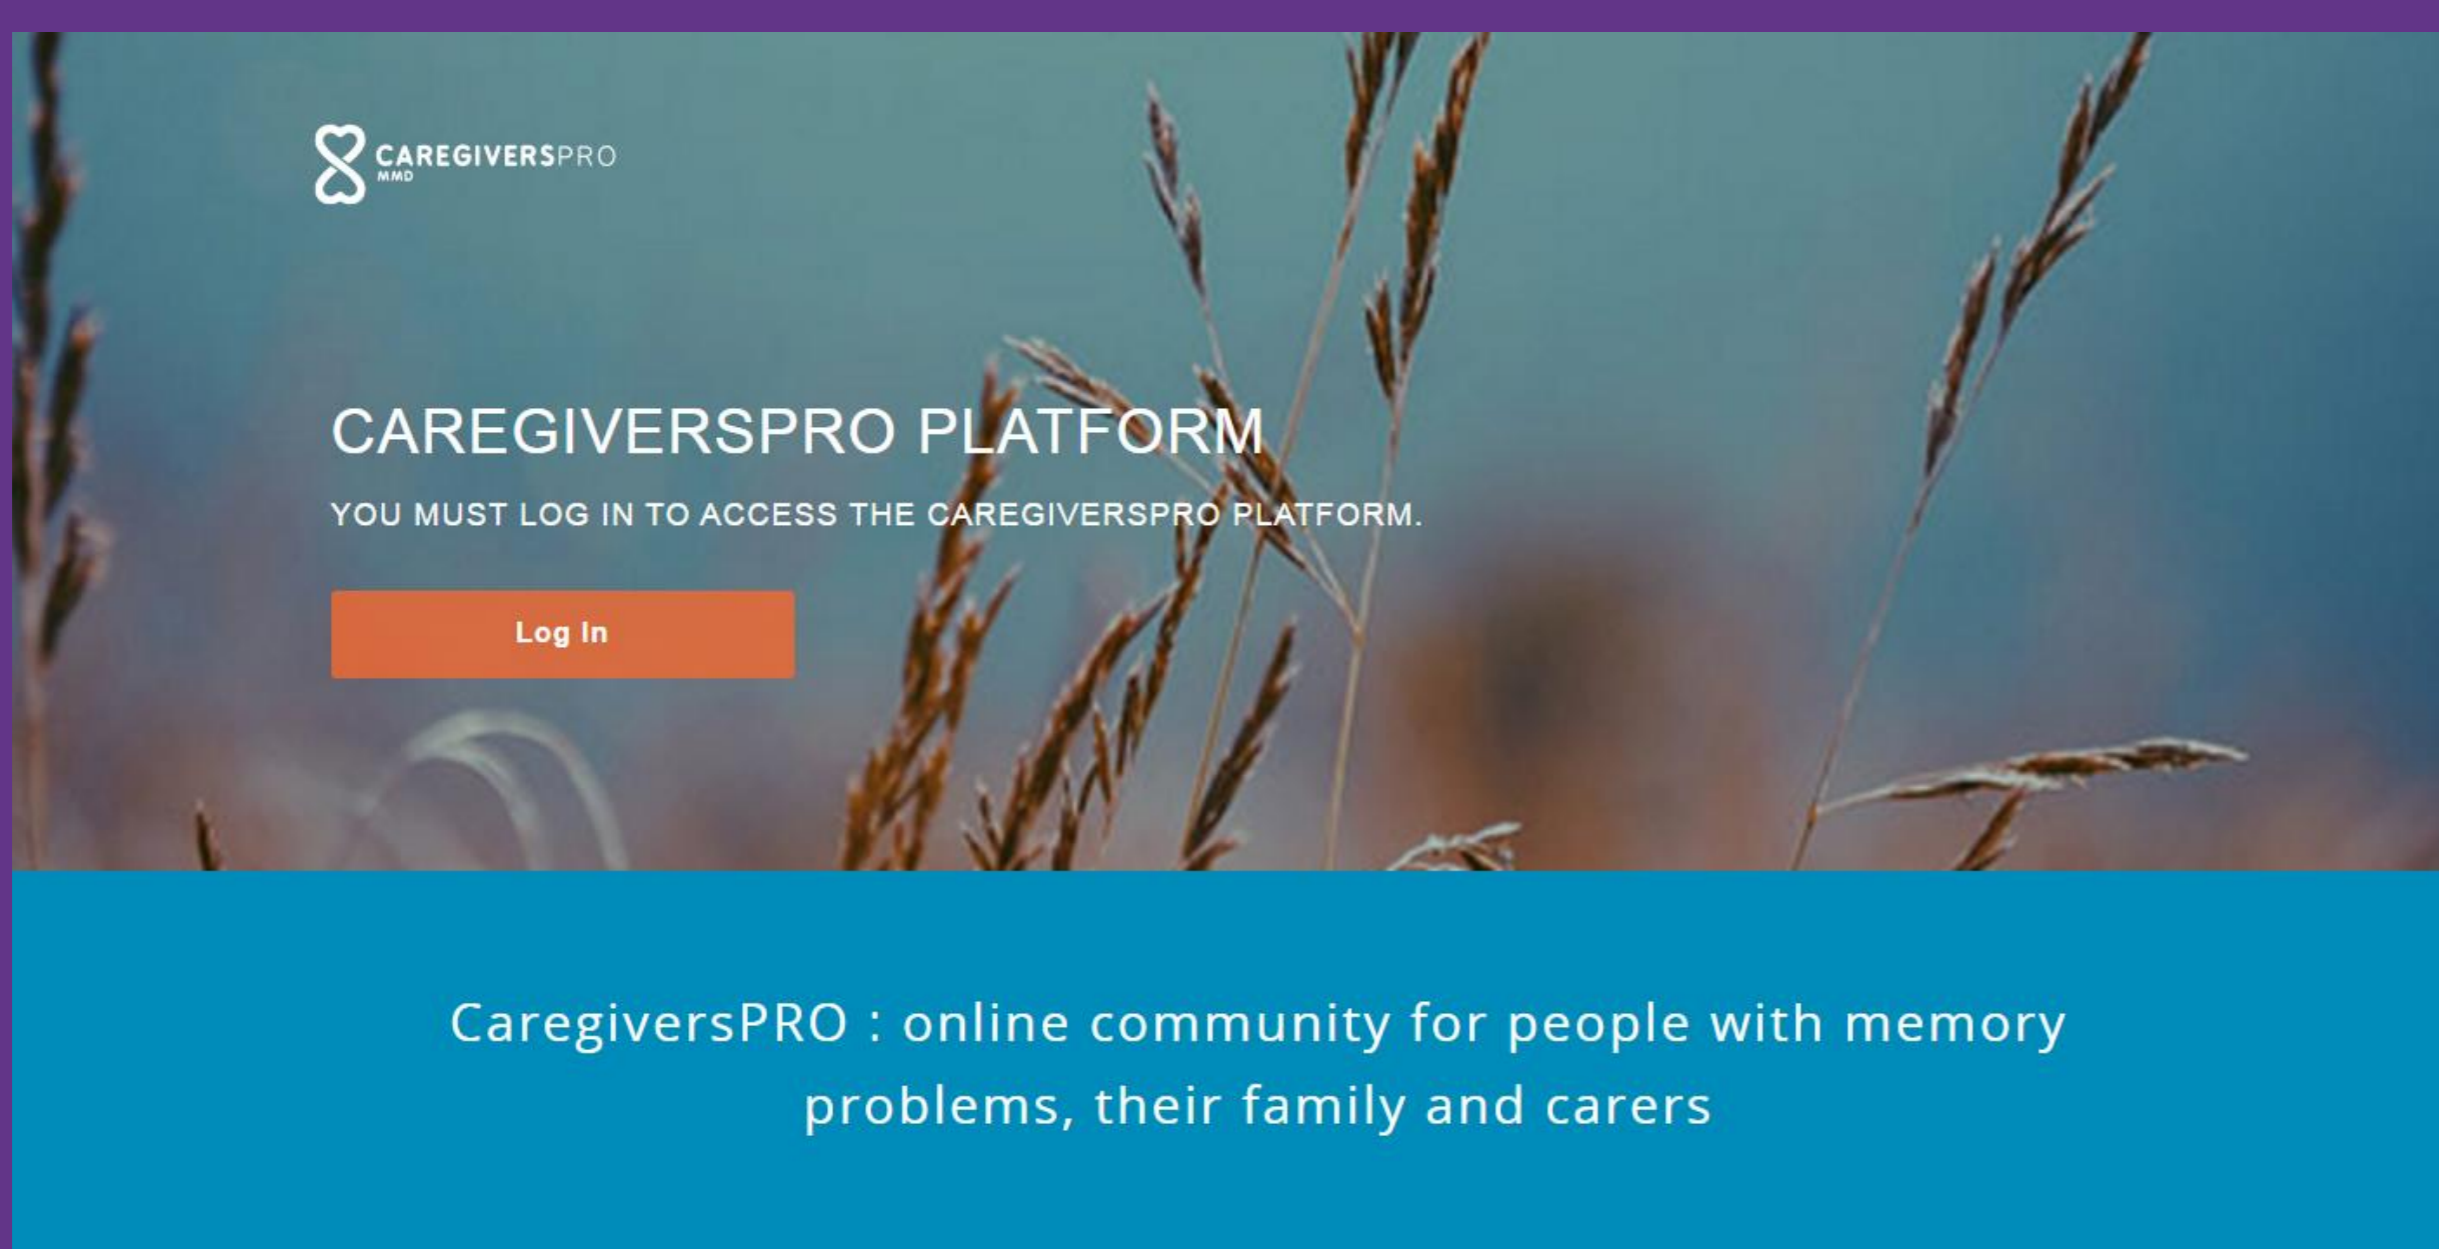 CAREGIVERSPRO
MMD
CAREGIVERSPRO PLATFORM
YOU MUST LOG IN TO ACCESS THE CAREGIVERSPRO PLATFORM.
Log In
CaregiversPRO : online community for people with memory
problems, their family and carers